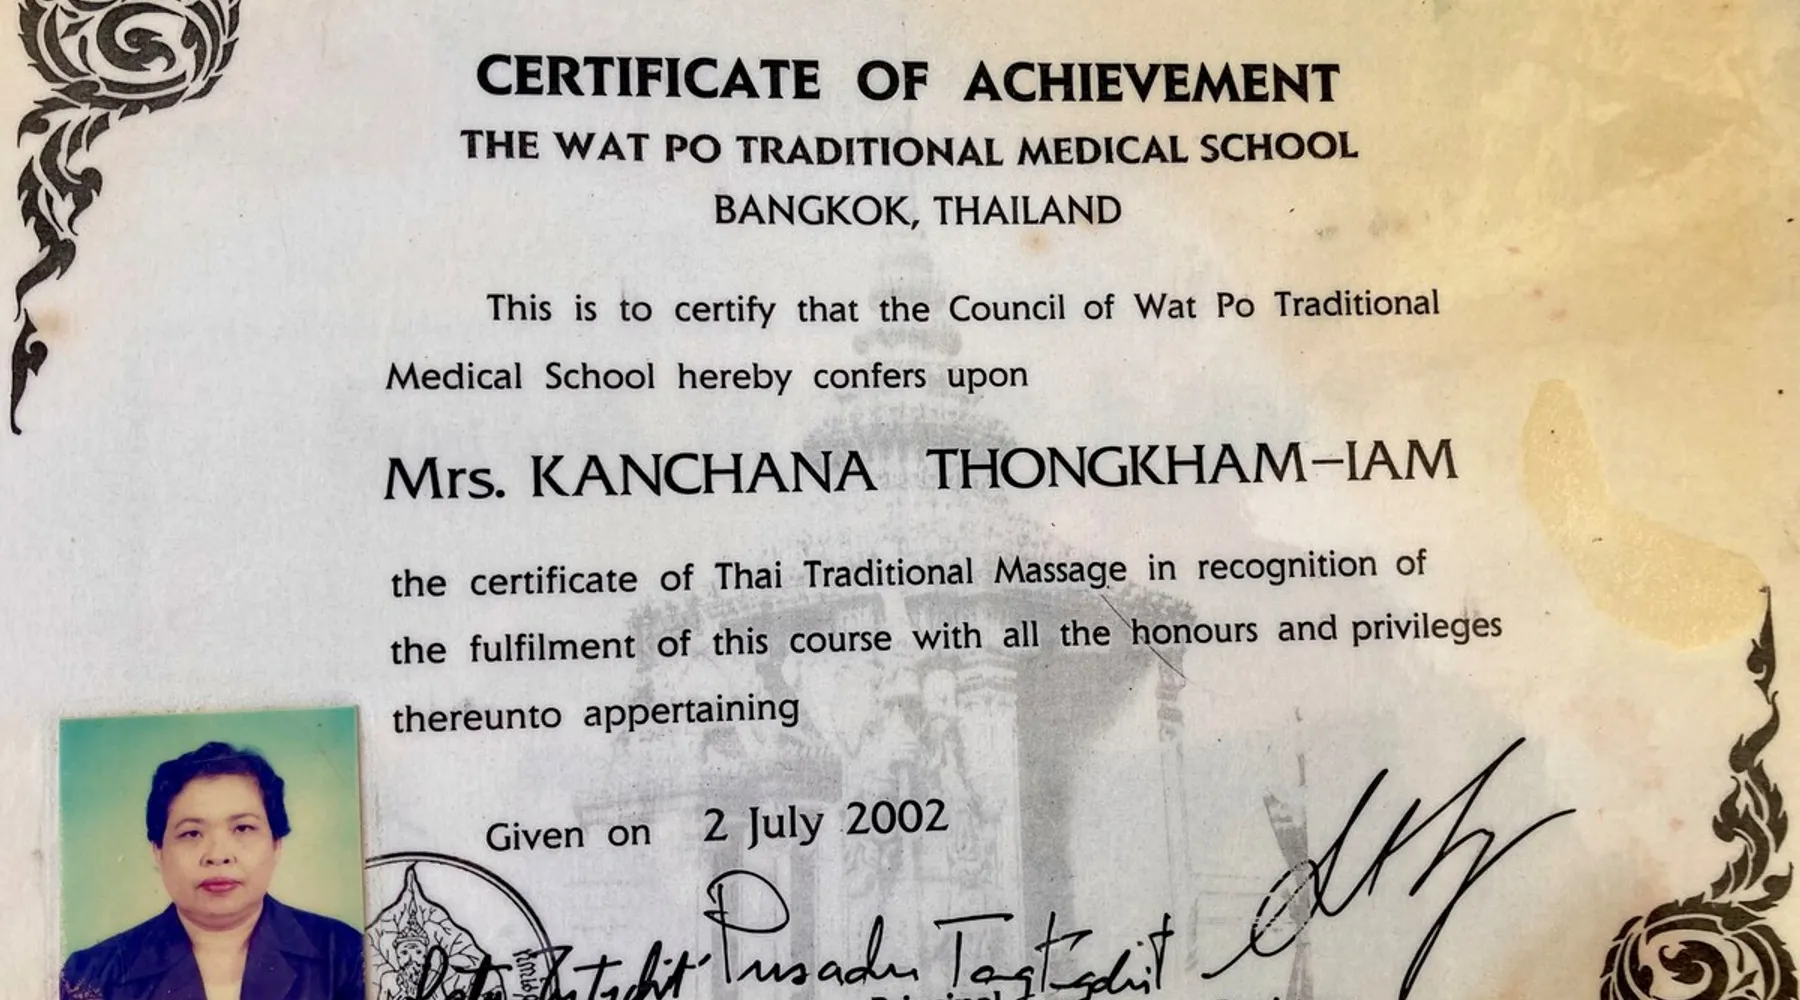 CERTIFICATE OF ACHIEVEMENT
THE WAT PO TRADITIONAL MEDICAL SCHOOL
BANGKOK, THAILAND
This is to certify that the Council of Wat Po Traditional
Medical School hereby confers upon
Mrs. KANCHANA THONGKHAM-IAM
the certificate of Thai Traditional Massage in recognition of
the fulfilment of this course with all the honours and privileges
thereunto appertaining
Given on 2 July 2002